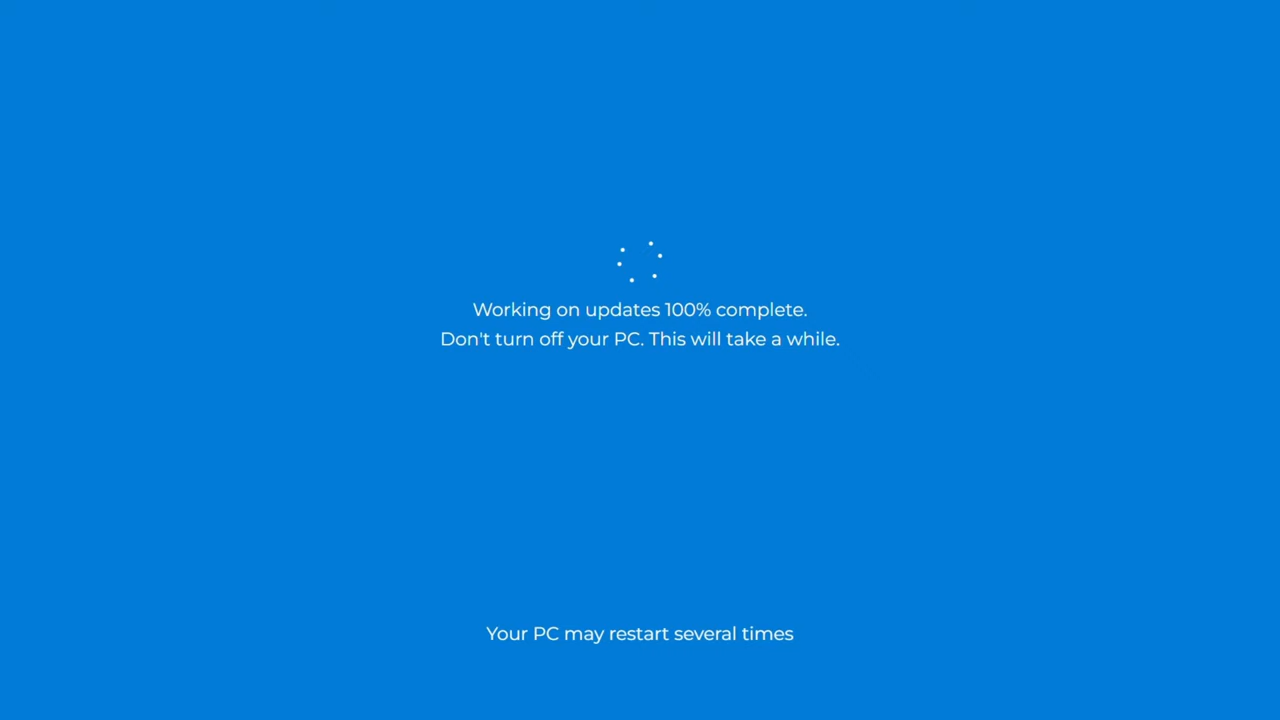 Working on updates 100% complete.
Don't turn off your PC. This will take a while.
Your PC may restart several times